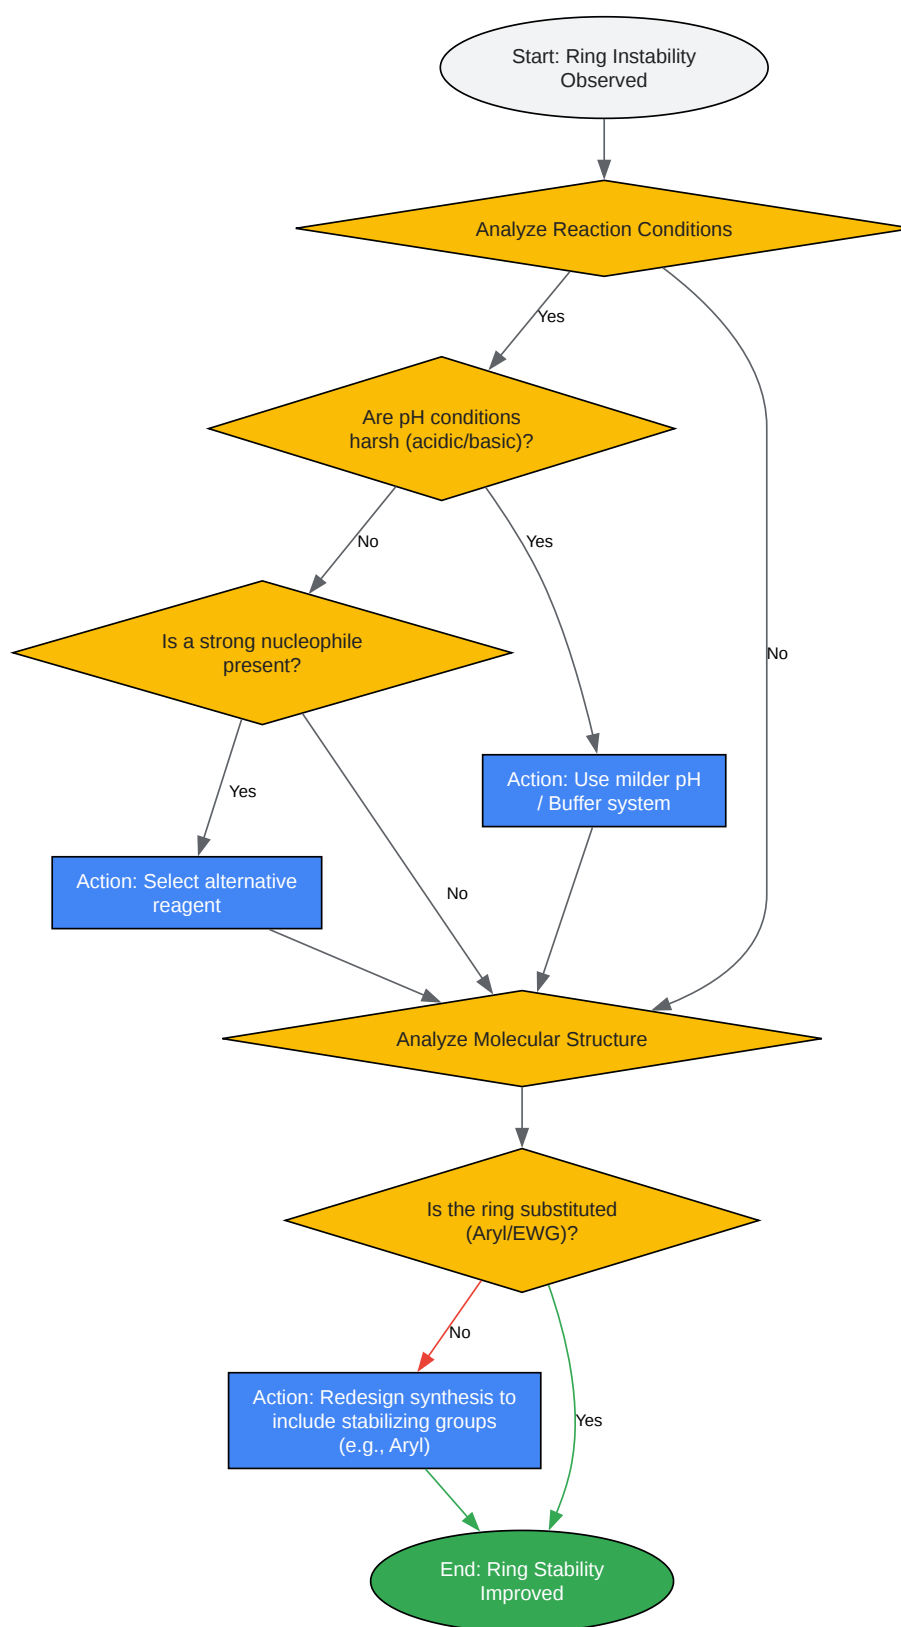 Start: Ring Instability
Observed
Analyze Reaction Conditions
Yes
Are pH conditions
harsh (acidic/basic)?
No
Yes
Is a strong nucleophile
present?
No
Action: Use milder pH
/ Buffer system
Yes
Action: Select alternative
reagent
No
Analyze Molecular Structure
Is the ring substituted
(Aryl/EWG)?
No
Action: Redesign synthesis to
include stabilizing groups
(e.g., Aryl)
Yes
End: Ring Stability
Improved